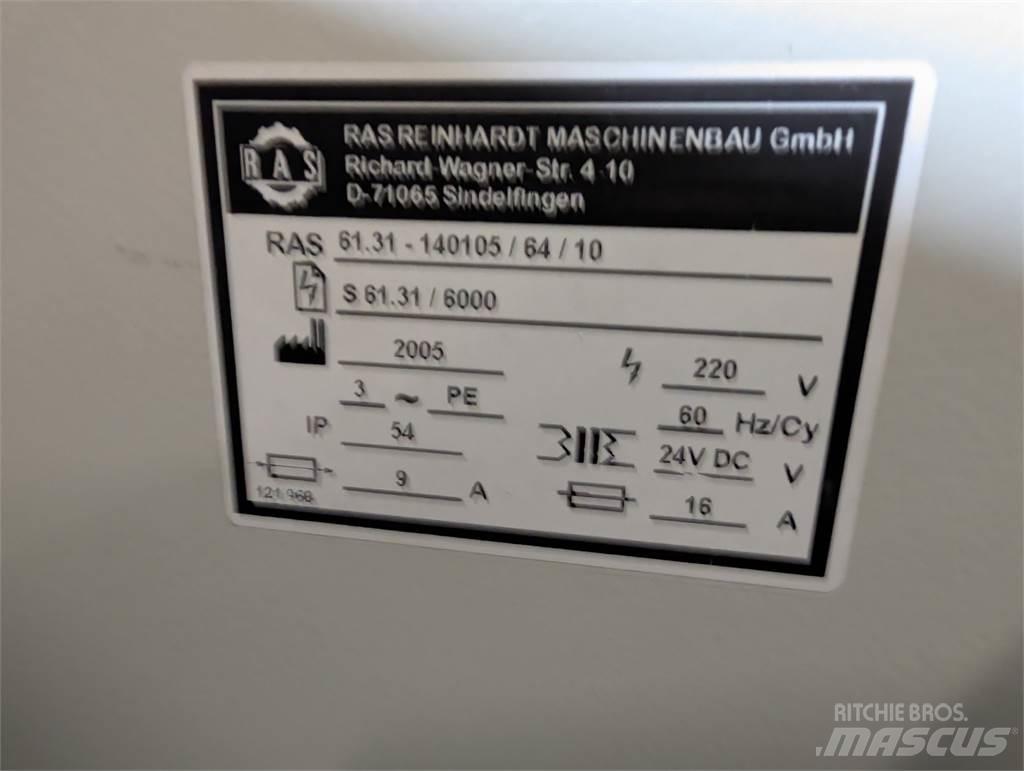 RAS
RAS REINHARDT MASCHINENBAU GmbH
Richard-Wagner-Str. 4-10
D-71065 Sindelfingen
RAS 61.31 - 140105 / 64 / 10
S 61.31 / 6000
2005 220 V
3 ~ PE 60 Hz/Cy
IP 54 24V DC V
9 A 16 A
121.968
RITCHIE BROS.
MASCUS